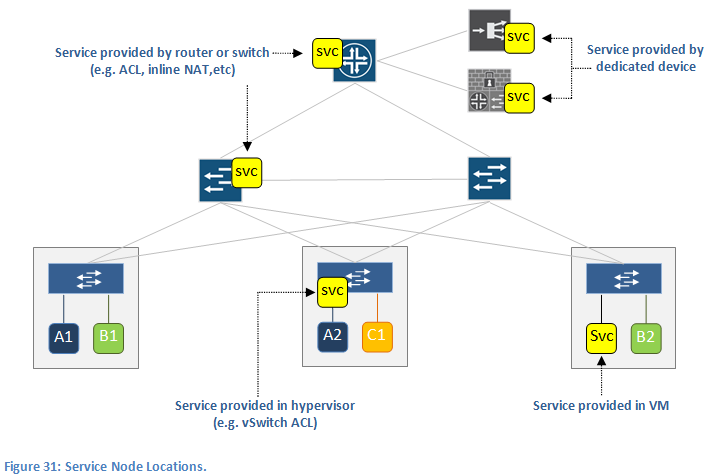 svc
svc
Service provided by router or switch
(e.g. ACL, inline NAT,etc)
Service provided by
dedicated device
svc
svc
A1
B1
svc
A2
C1
Svc
B2
Service provided in hypervisor
(e.g. vSwitch ACL)
Service provided in VM
Figure 31: Service Node Locations.